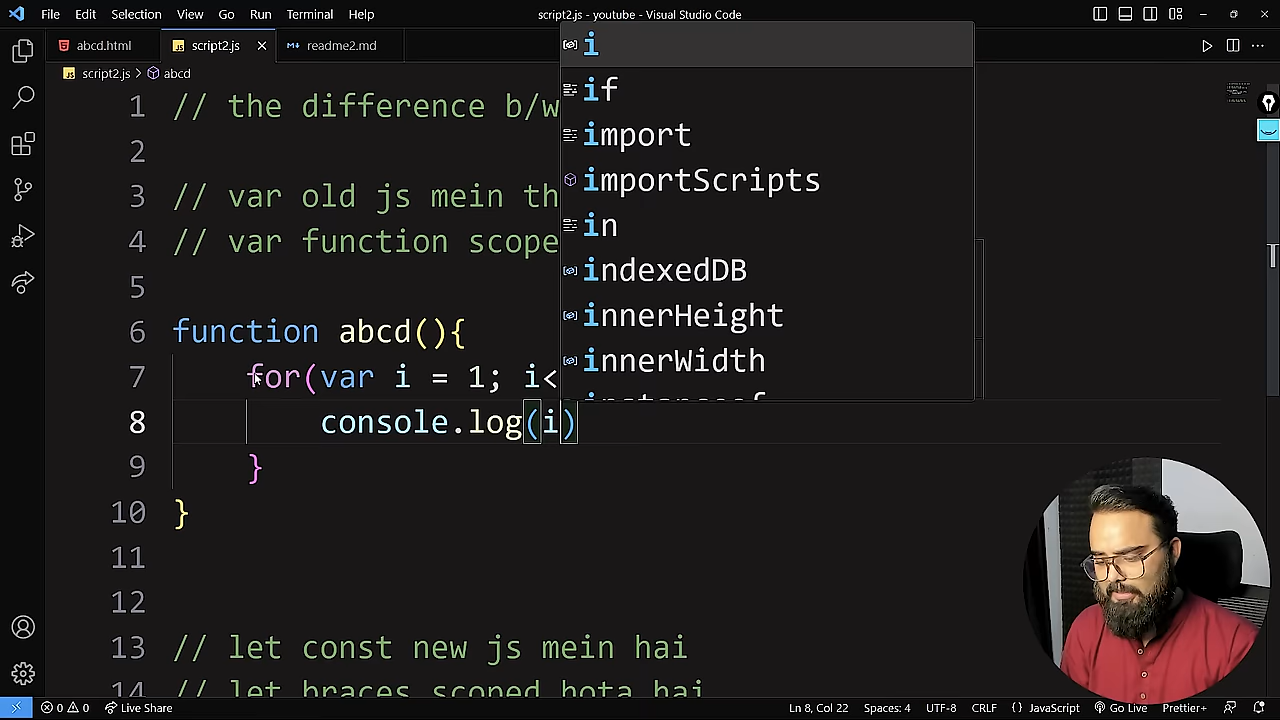 File Edit Selection View Go Run Terminal Help script2.js - youtube - Visual Studio Code
abcd.html script2.js readme2.md
script2.js > abcd
1 // the difference b/w
2
3 // var old js mein th
4 // var function scope
5
6 function abcd(){
7 for(var i = 1; i<
8 console.log(i)
9 }
10 }
11
12
13 // let const new js mein hai
14 // let braces scoped hota hai
i
if
import
importScripts
in
indexedDB
innerHeight
innerWidth
instanceof
0 0 Live Share Ln 8, Col 22 Spaces: 4 UTF-8 CRLF {} JavaScript Go Live Prettier+